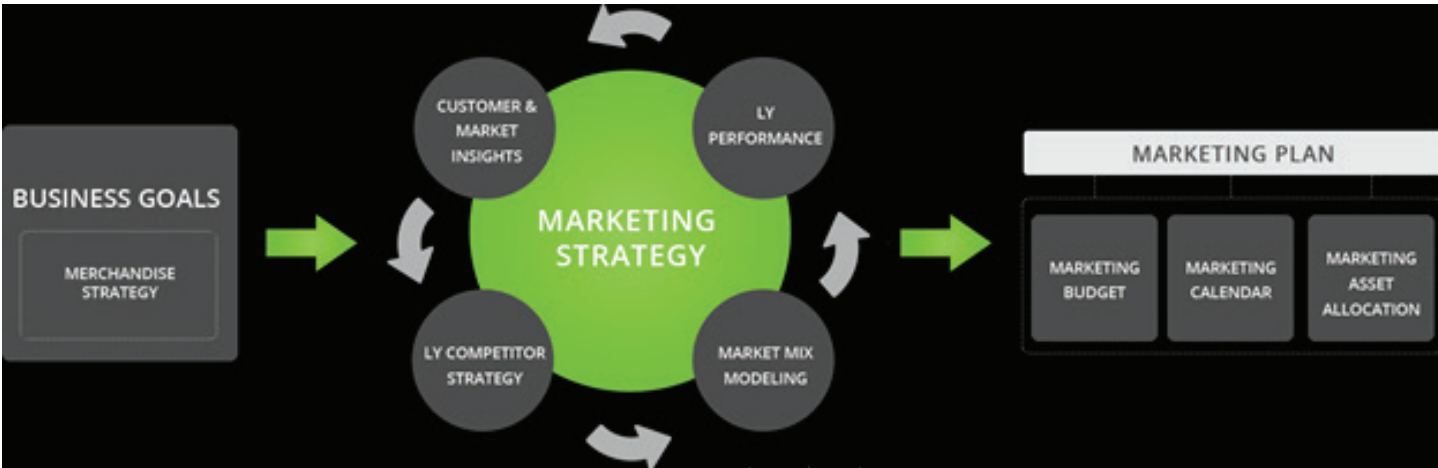 BUSINESS GOALS
MERCHANDISE
STRATEGY
CUSTOMER &
MARKET
INSIGHTS
LY
PERFORMANCE
MARKETING
STRATEGY
LY COMPETITOR
STRATEGY
MARKET MIX
MODELING
MARKETING PLAN
MARKETING
BUDGET
MARKETING
CALENDAR
MARKETING
ASSET
ALLOCATION